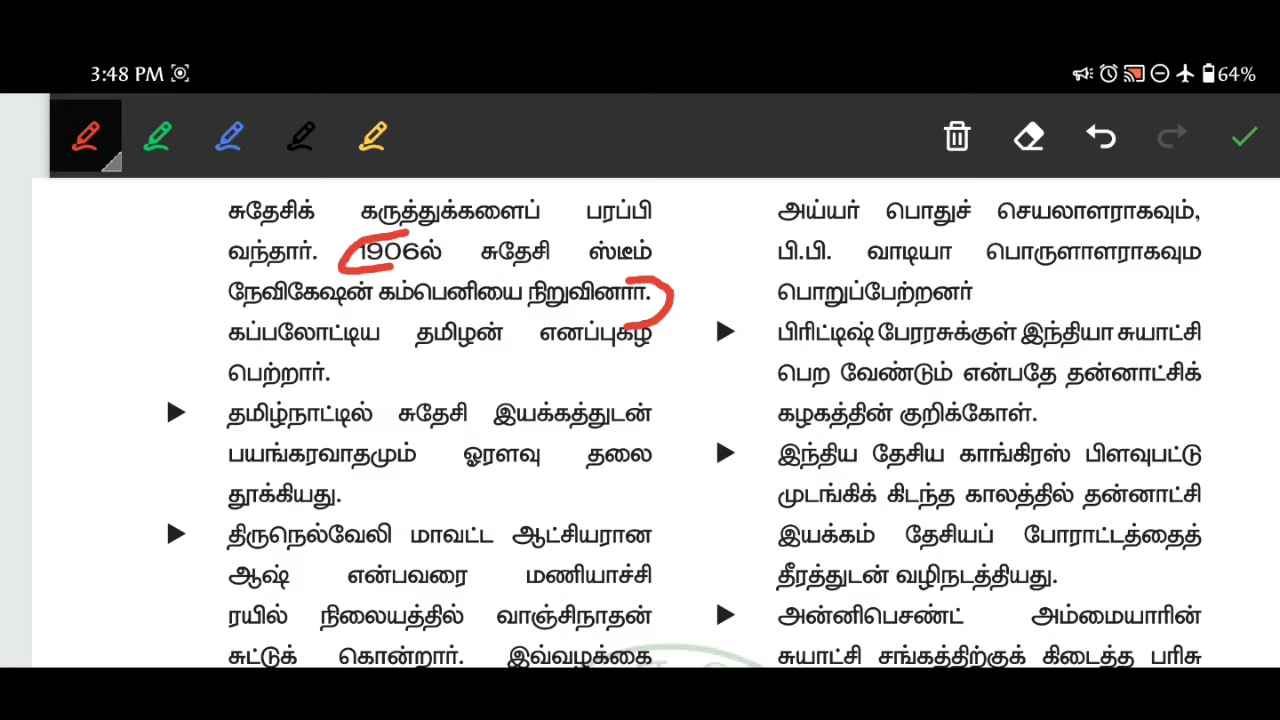 3:48 PM
64%
சுதேசிக் கருத்துக்களைப் பரப்பி
வந்தார். 1906ல் சுதேசி ஸ்டீம்
நேவிகேஷன் கம்பெனியை நிறுவினார்.
கப்பலோட்டிய தமிழன் எனப்புகழ்
பெற்றார்.
தமிழ்நாட்டில் சுதேசி இயக்கத்துடன்
பயங்கரவாதமும் ஓரளவு தலை
தூக்கியது.
திருநெல்வேலி மாவட்ட ஆட்சியரான
ஆஷ் என்பவரை மணியாச்சி
ரயில் நிலையத்தில் வாஞ்சிநாதன்
சுட்டுக் கொன்றார். இவ்வழக்கை
அய்யர் பொதுச் செயலாளராகவும்,
பி.பி. வாடியா பொருளாளராகவும
பொறுப்பேற்றனர்
பிரிட்டிஷ் பேரரசுக்குள் இந்தியா சுயாட்சி
பெற வேண்டும் என்பதே தன்னாட்சிக்
கழகத்தின் குறிக்கோள்.
இந்திய தேசிய காங்கிரஸ் பிளவுபட்டு
முடங்கிக் கிடந்த காலத்தில் தன்னாட்சி
இயக்கம் தேசியப் போராட்டத்தைத்
தீரத்துடன் வழிநடத்தியது.
அன்னிபெசண்ட் அம்மையாரின்
சுயாட்சி சங்கத்திற்குக் கிடைத்த பரிசு